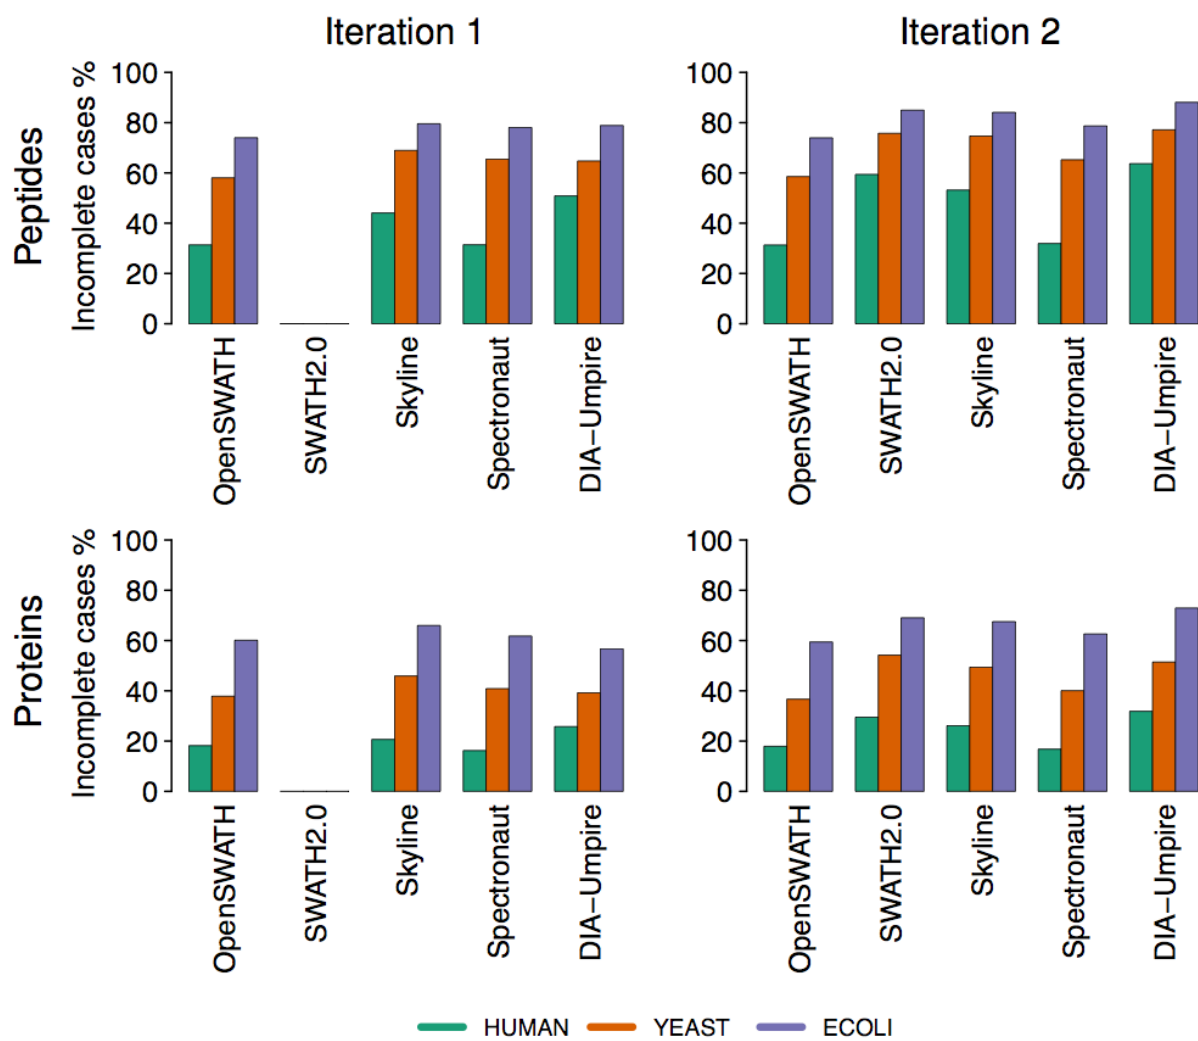 Iteration 1
Iteration 2
Peptides
Incomplete cases %
100
80
60
40
20
0
OpenSWATH
SWATH2.0
Skyline
Spectronaut
DIA−Umpire
100
80
60
40
20
0
OpenSWATH
SWATH2.0
Skyline
Spectronaut
DIA−Umpire
Proteins
Incomplete cases %
100
80
60
40
20
0
OpenSWATH
SWATH2.0
Skyline
Spectronaut
DIA−Umpire
100
80
60
40
20
0
OpenSWATH
SWATH2.0
Skyline
Spectronaut
DIA−Umpire
HUMAN YEAST ECOLI